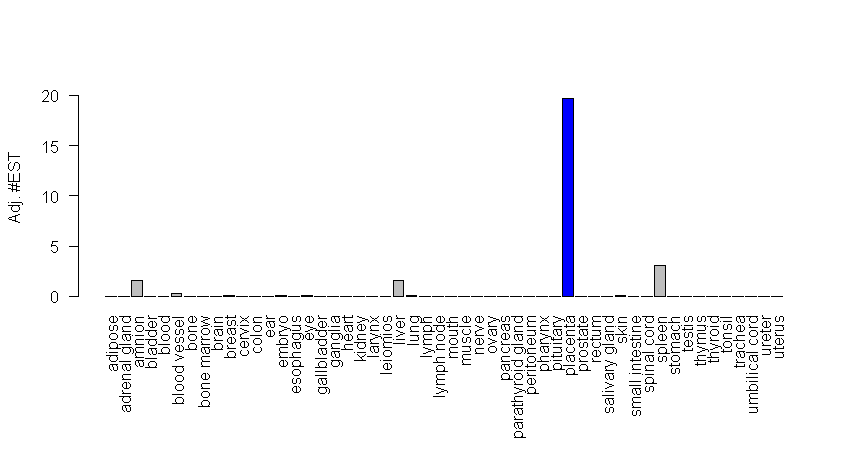 Adj. #EST
20
15
10
5
0
adipose
adrenal gland
amnion
bladder
blood
blood vessel
bone
bone marrow
brain
breast
cervix
colon
ear
embryo
esophagus
eye
gallbladder
ganglia
heart
kidney
larynx
leiomios
liver
lung
lymph
lymph node
mouth
muscle
nerve
ovary
pancreas
parathyroid gland
peritoneum
pharynx
pituitary
placenta
prostate
rectum
salivary gland
skin
small intestine
spinal cord
spleen
stomach
testis
thymus
thyroid
tonsil
trachea
umbilical cord
ureter
uterus